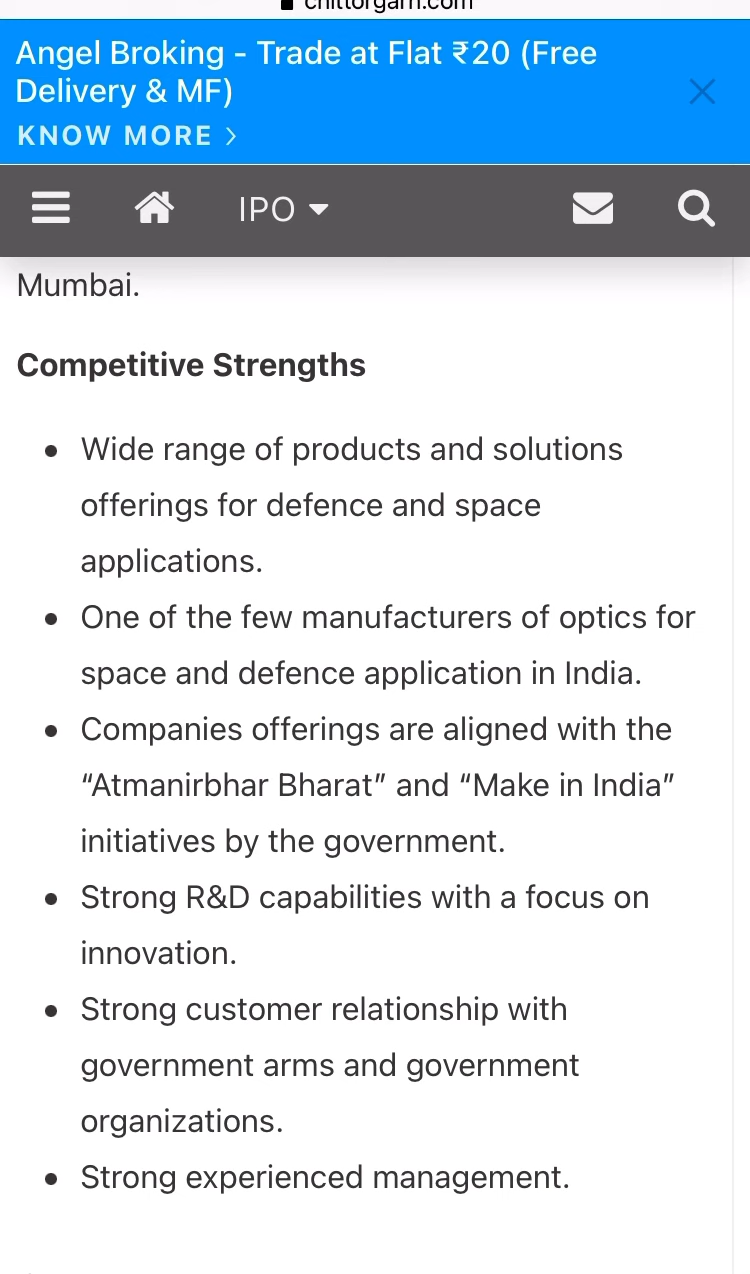 chittorgarh.com
Angel Broking - Trade at Flat ₹20 (Free
Delivery & MF)
KNOW MORE >
IPO
Mumbai.
Competitive Strengths
• Wide range of products and solutions
offerings for defence and space
applications.
• One of the few manufacturers of optics for
space and defence application in India.
• Companies offerings are aligned with the
“Atmanirbhar Bharat” and “Make in India”
initiatives by the government.
• Strong R&D capabilities with a focus on
innovation.
• Strong customer relationship with
government arms and government
organizations.
• Strong experienced management.